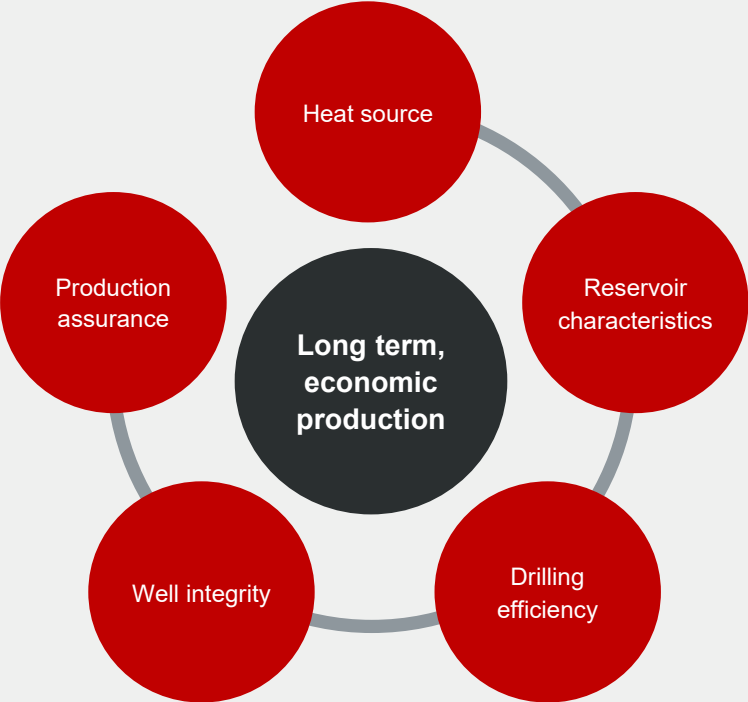 Heat source
Reservoir
characteristics
Drilling
efficiency
Well integrity
Production
assurance
Long term,
economic
production